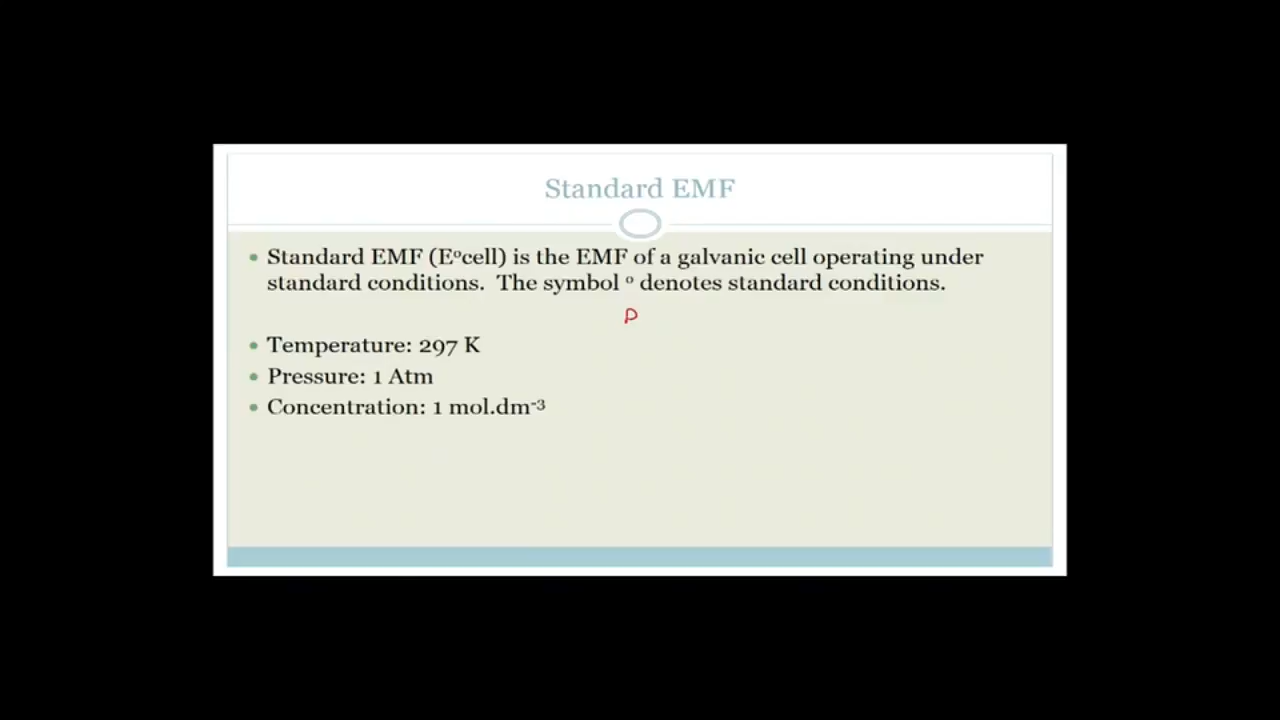 Standard EMF
• Standard EMF (Eºcell) is the EMF of a galvanic cell operating under
standard conditions.  The symbol º denotes standard conditions.
• Temperature: 297 K
• Pressure: 1 Atm
• Concentration: 1 mol.dm⁻³